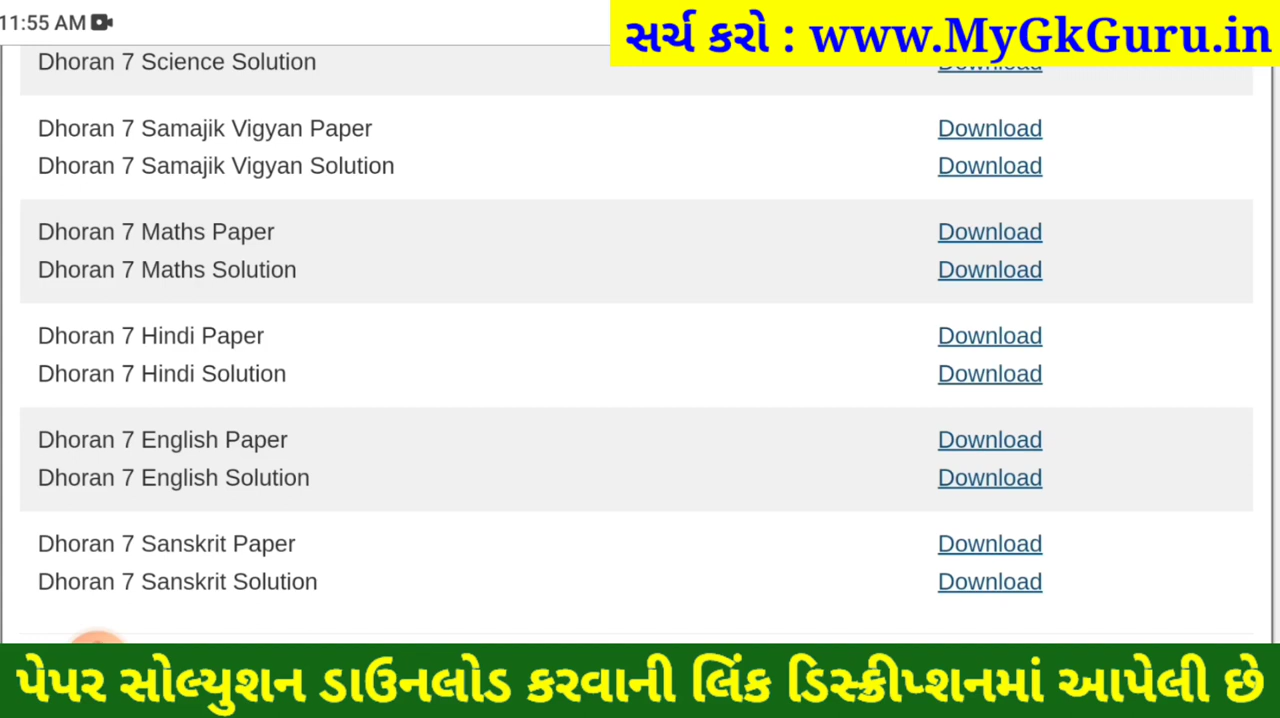 11:55 AM
સર્ચ કરો : www.MyGkGuru.in
Dhoran 7 Science Solution Download
Dhoran 7 Samajik Vigyan Paper Download
Dhoran 7 Samajik Vigyan Solution Download
Dhoran 7 Maths Paper Download
Dhoran 7 Maths Solution Download
Dhoran 7 Hindi Paper Download
Dhoran 7 Hindi Solution Download
Dhoran 7 English Paper Download
Dhoran 7 English Solution Download
Dhoran 7 Sanskrit Paper Download
Dhoran 7 Sanskrit Solution Download
પેપર સોલ્યુશન ડાઉનલોડ કરવાની લિંક ડિસ્ક્રીપ્શનમાં આપેલી છે